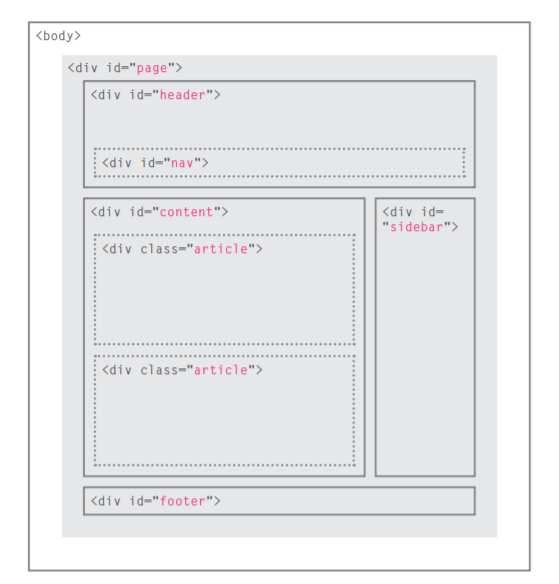 <body>
<div id="page">
<div id="header">
<div id="nav">
<div id="content">
<div id=
"sidebar">
<div class="article">
<div class="article">
<div id="footer">